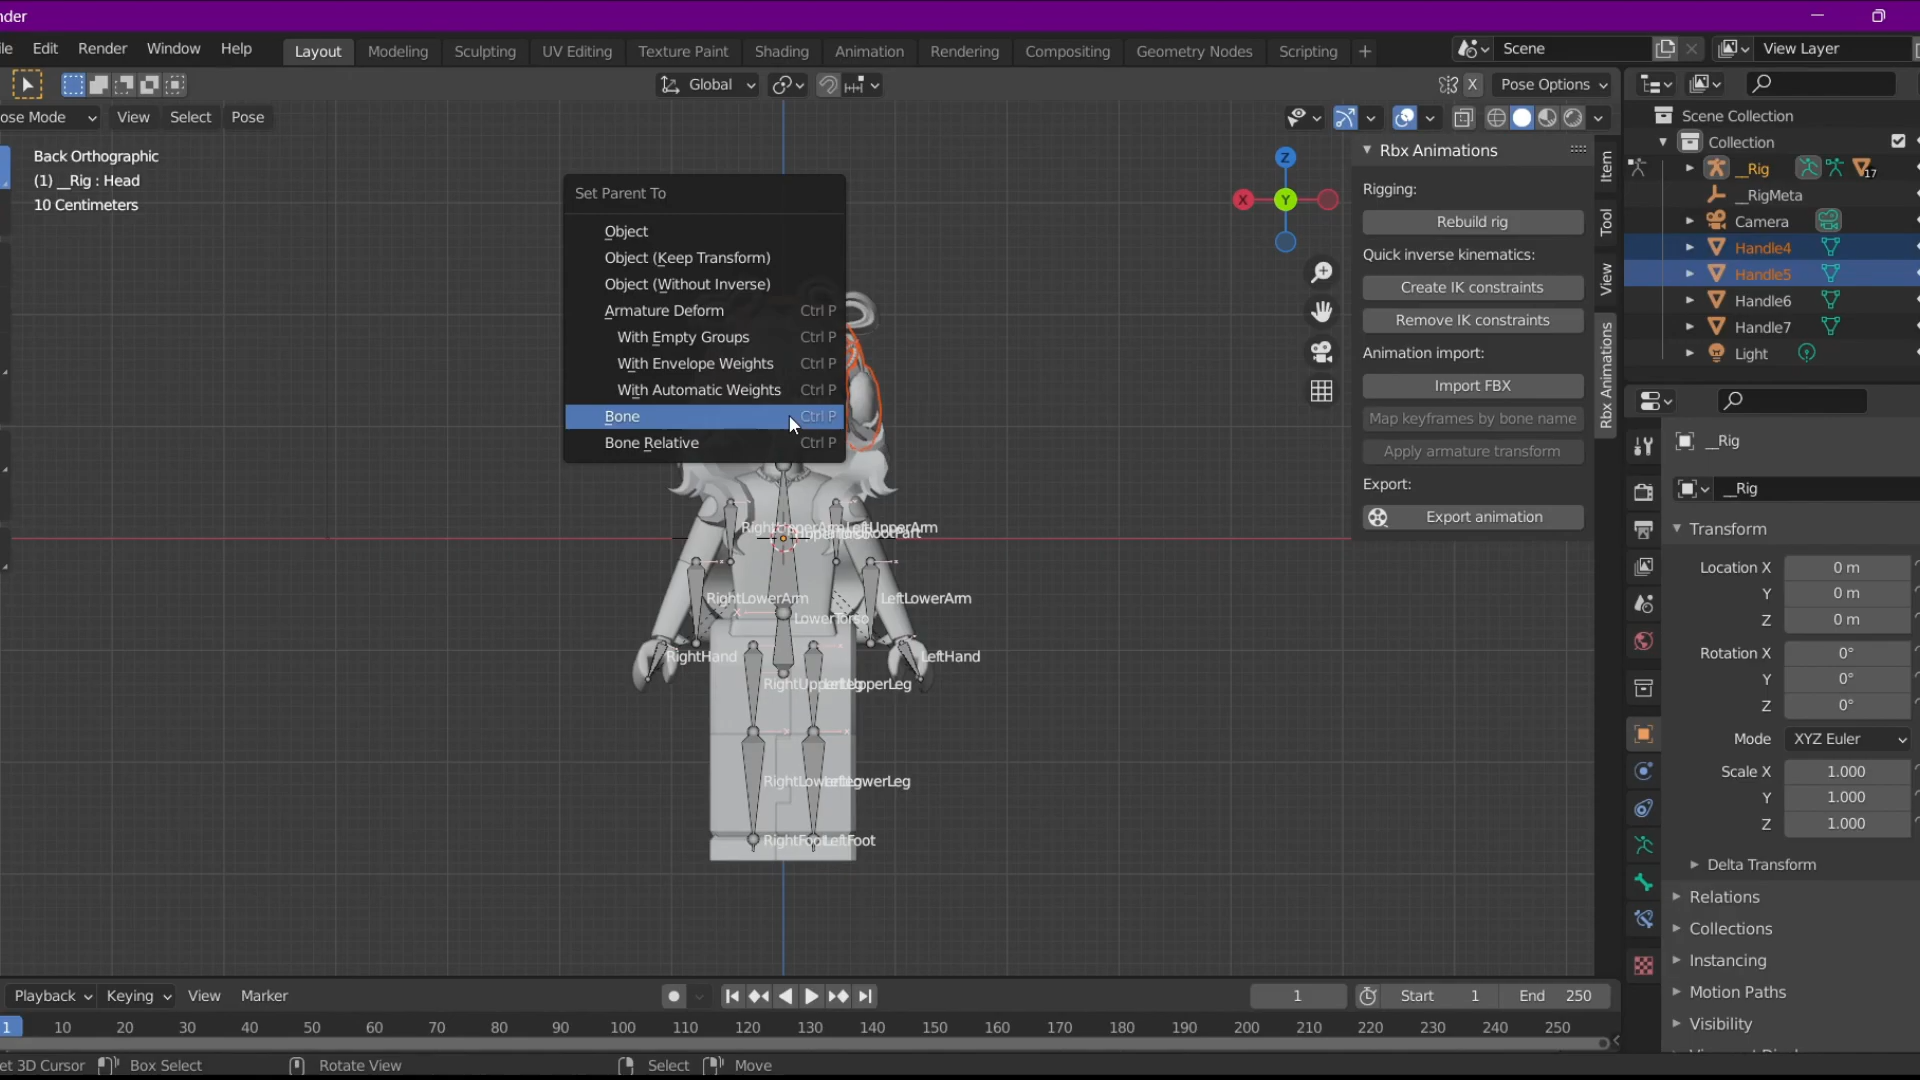 nder
ile Edit Render Window Help Layout Modeling Sculpting UV Editing Texture Paint Shading Animation Rendering Compositing Geometry Nodes Scripting + Scene View Layer
Global X Pose Options
ose Mode View Select Pose
Back Orthographic
(1) __Rig : Head
10 Centimeters
Set Parent To
Object
Object (Keep Transform)
Object (Without Inverse)
Armature Deform Ctrl P
With Empty Groups Ctrl P
With Envelope Weights Ctrl P
With Automatic Weights Ctrl P
Bone Ctrl P
Bone Relative Ctrl P
LeftUpperArm
RightLowerArm LeftLowerArm
LowerTorso
RightHand LeftHand
RightFoot LeftFoot
Z
X Y
Rbx Animations
Rigging:
Rebuild rig
Quick inverse kinematics:
Create IK constraints
Remove IK constraints
Animation import:
Import FBX
Map keyframes by bone name
Apply armature transform
Export:
Export animation
Item
Tool
View
Rbx Animations
Scene Collection
Collection
__Rig 17
__RigMeta
Camera
Handle4
Handle5
Handle6
Handle7
Light
__Rig
__Rig
Transform
Location X 0 m
Y 0 m
Z 0 m
Rotation X 0°
Y 0°
Z 0°
Mode XYZ Euler
Scale X 1.000
Y 1.000
Z 1.000
Delta Transform
Relations
Collections
Instancing
Motion Paths
Visibility
Playback Keying View Marker 1 Start 1 End 250
1 10 20 30 40 50 60 70 80 90 100 110 120 130 140 150 160 170 180 190 200 210 220 230 240 250
et 3D Cursor Box Select Rotate View Select Move